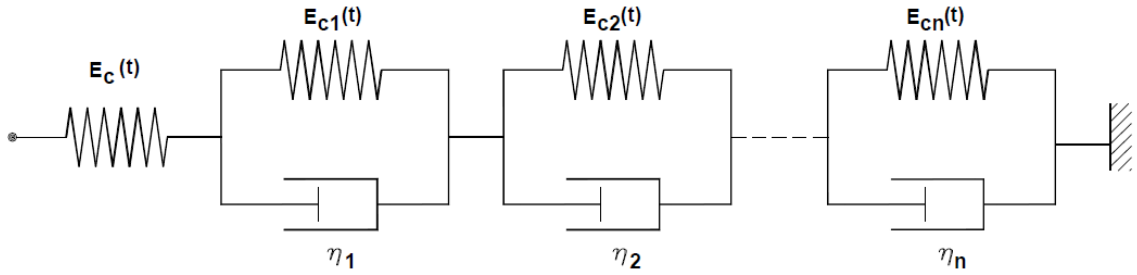 E_c(t)
E_c1(t)
E_c2(t)
E_cn(t)
η_1
η_2
η_n